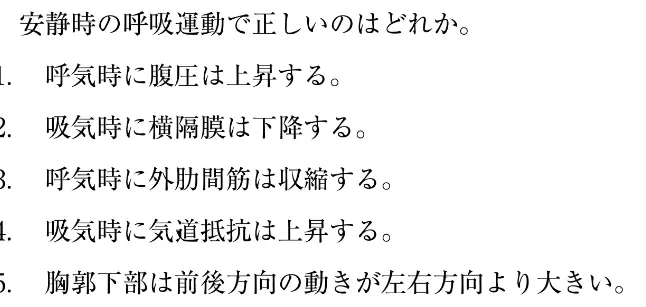 安静時の呼吸運動で正しいのはどれか。
1. 呼気時に腹圧は上昇する。
2. 吸気時に横隔膜は下降する。
3. 呼気時に外肋間筋は収縮する。
4. 吸気時に気道抵抗は上昇する。
5. 胸郭下部は前後方向の動きが左右方向より大きい。